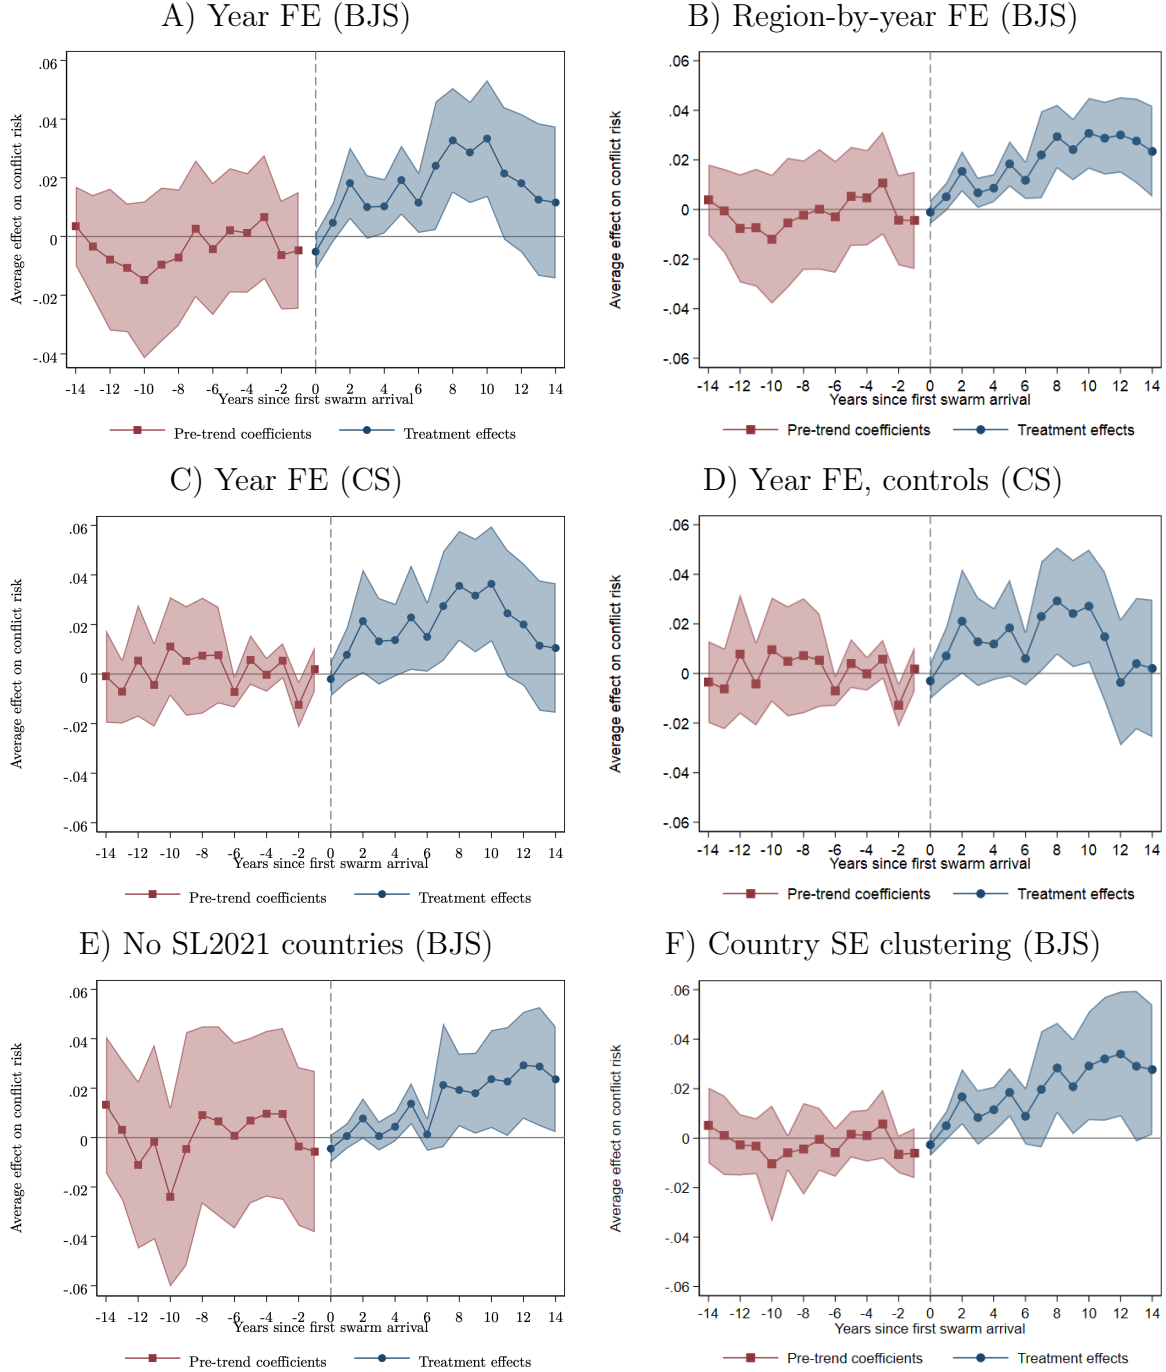 A) Year FE (BJS)
Average effect on conflict risk
.06
.04
.02
0
-.02
-.04
-14 -12 -10 -8 -6 -4 -2 0 2 4 6 8 10 12 14
Years since first swarm arrival
Pre-trend coefficients Treatment effects
B) Region-by-year FE (BJS)
Average effect on conflict risk
.06
.04
.02
0
-.02
-.04
-.06
-14 -12 -10 -8 -6 -4 -2 0 2 4 6 8 10 12 14
Years since first swarm arrival
Pre-trend coefficients Treatment effects
C) Year FE (CS)
Average effect on conflict risk
.06
.04
.02
0
-.02
-.04
-.06
-14 -12 -10 -8 -6 -4 -2 0 2 4 6 8 10 12 14
Years since first swarm arrival
Pre-trend coefficients Treatment effects
D) Year FE, controls (CS)
Average effect on conflict risk
.06
.04
.02
0
-.02
-.04
-.06
-14 -12 -10 -8 -6 -4 -2 0 2 4 6 8 10 12 14
Years since first swarm arrival
Pre-trend coefficients Treatment effects
E) No SL2021 countries (BJS)
Average effect on conflict risk
.06
.04
.02
0
-.02
-.04
-.06
-14 -12 -10 -8 -6 -4 -2 0 2 4 6 8 10 12 14
Years since first swarm arrival
Pre-trend coefficients Treatment effects
F) Country SE clustering (BJS)
Average effect on conflict risk
.06
.04
.02
0
-.02
-.04
-.06
-14 -12 -10 -8 -6 -4 -2 0 2 4 6 8 10 12 14
Years since first swarm arrival
Pre-trend coefficients Treatment effects